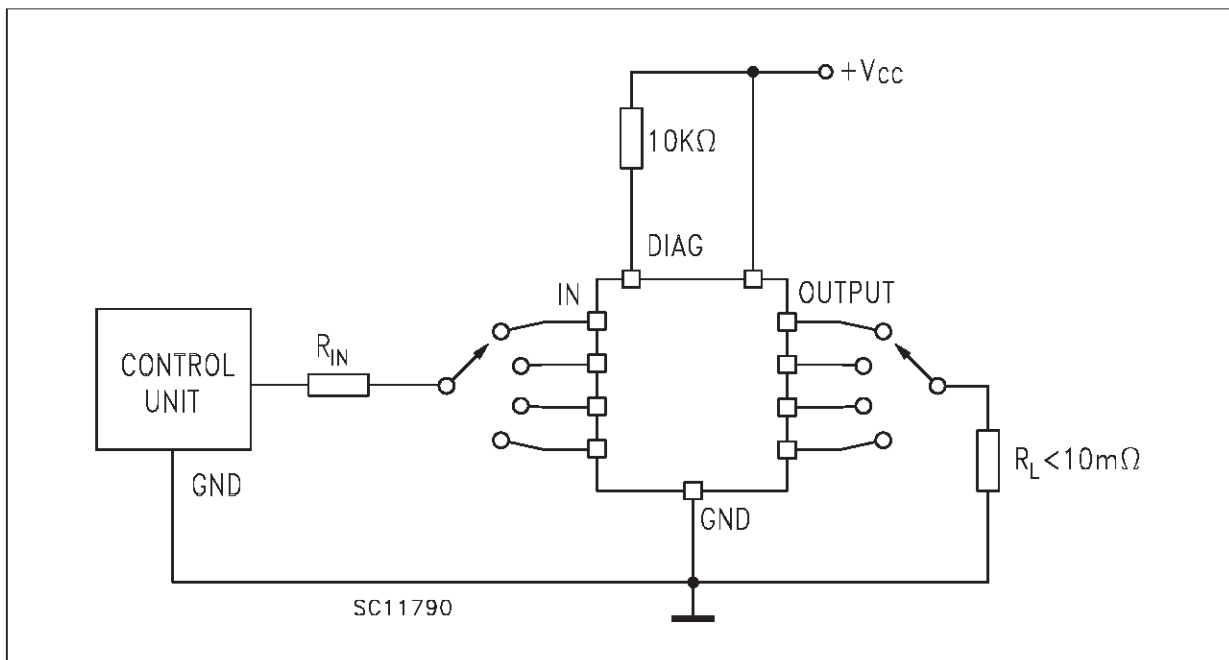 +VCC
10KΩ
DIAG
IN
OUTPUT
CONTROL
UNIT
RIN
RL<10mΩ
GND
GND
SC11790